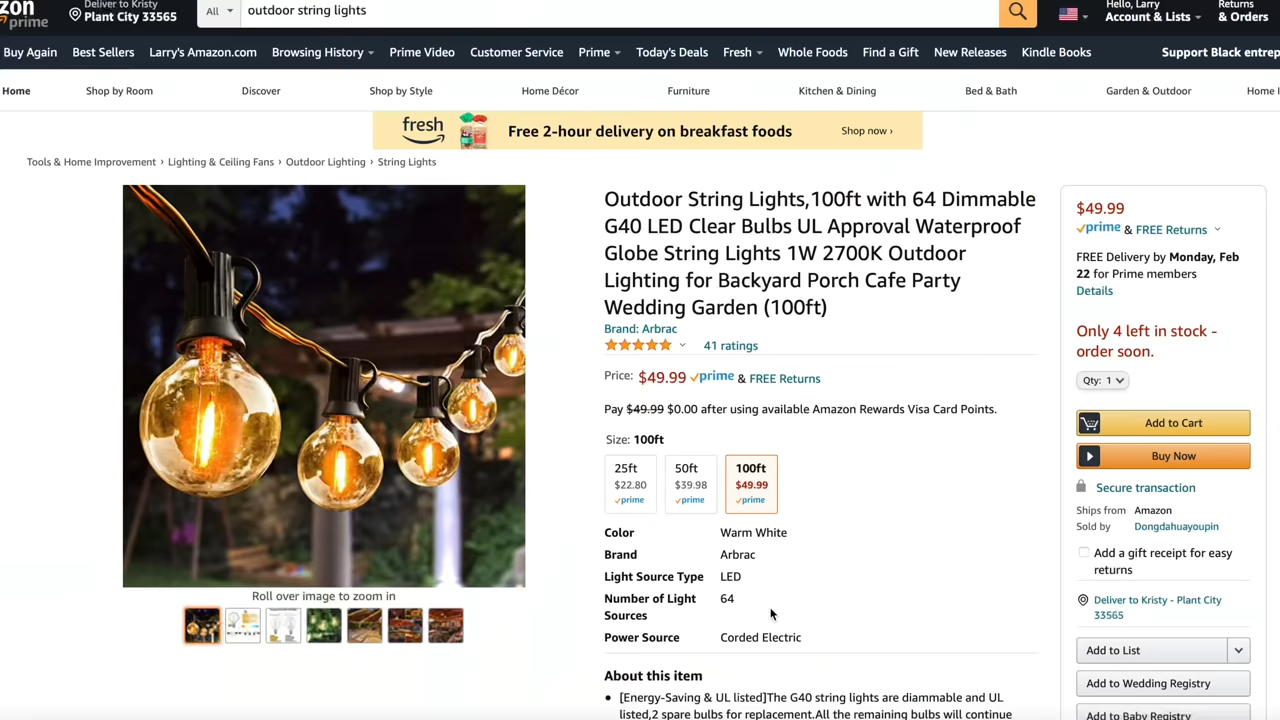 zon
prime
Deliver to Kristy
Plant City 33565
All
outdoor string lights
Hello, Larry
Account & Lists
Returns
& Orders
Buy Again
Best Sellers
Larry's Amazon.com
Browsing History
Prime Video
Customer Service
Prime
Today's Deals
Fresh
Whole Foods
Find a Gift
New Releases
Kindle Books
Support Black entrep
Home
Shop by Room
Discover
Shop by Style
Home Décor
Furniture
Kitchen & Dining
Bed & Bath
Garden & Outdoor
Home I
fresh
Free 2-hour delivery on breakfast foods
Shop now ›
Tools & Home Improvement › Lighting & Ceiling Fans › Outdoor Lighting › String Lights
Roll over image to zoom in
Outdoor String Lights,100ft with 64 Dimmable
G40 LED Clear Bulbs UL Approval Waterproof
Globe String Lights 1W 2700K Outdoor
Lighting for Backyard Porch Cafe Party
Wedding Garden (100ft)
Brand: Arbrac
41 ratings
Price: $49.99 prime & FREE Returns
Pay $49.99 $0.00 after using available Amazon Rewards Visa Card Points.
Size: 100ft
25ft
$22.80
prime
50ft
$39.98
prime
100ft
$49.99
prime
Color Warm White
Brand Arbrac
Light Source Type LED
Number of Light 64
Sources
Power Source Corded Electric
About this item
• [Energy-Saving & UL listed]The G40 string lights are diammable and UL
listed,2 spare bulbs for replacement.All the remaining bulbs will continue
$49.99
prime & FREE Returns
FREE Delivery by Monday, Feb
22 for Prime members
Details
Only 4 left in stock -
order soon.
Qty: 1
Add to Cart
Buy Now
Secure transaction
Ships from Amazon
Sold by Dongdahuayoupin
Add a gift receipt for easy
returns
Deliver to Kristy - Plant City
33565
Add to List
Add to Wedding Registry
Add to Baby Registry